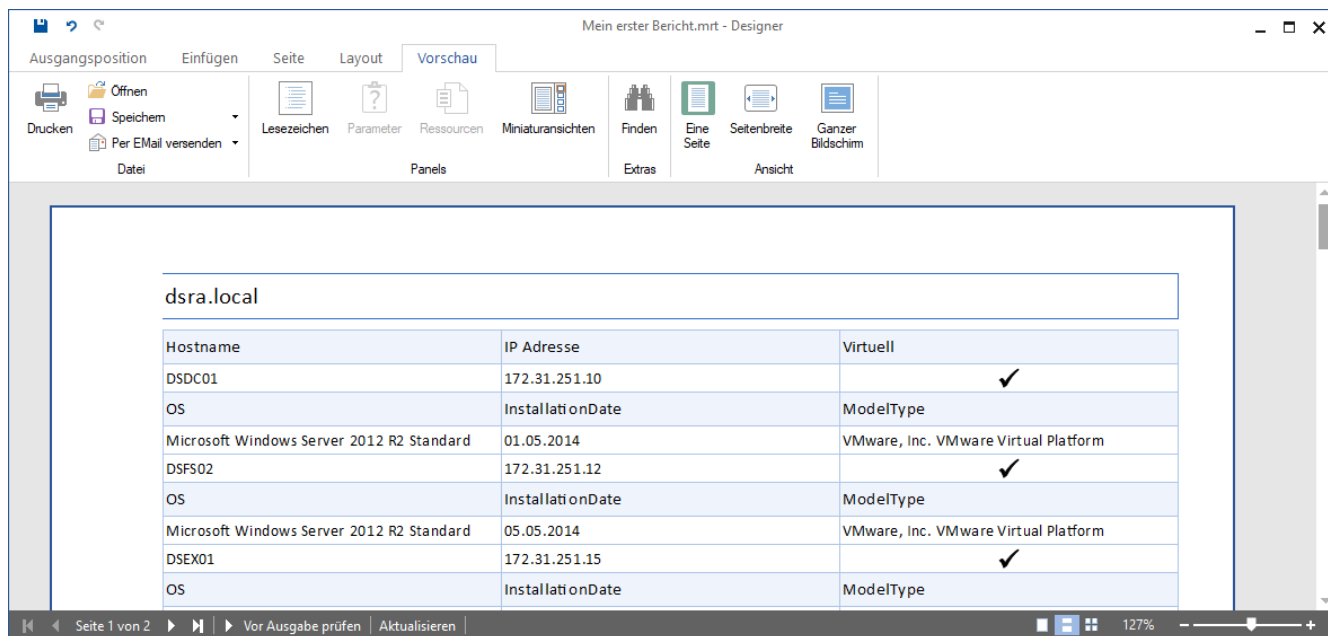 Mein erster Bericht.mrt - Designer
Ausgangsposition Einfügen Seite Layout Vorschau
Drucken
Öffnen
Speichern
Per EMail versenden
Datei
Lesezeichen Parameter Ressourcen Miniaturansichten
Panels
Finden
Extras
Eine Seite Seitenbreite Ganzer Bildschirm
Ansicht
dsra.local
Hostname IP Adresse Virtuell
DSDC01 172.31.251.10 ✓
OS InstallationDate ModelType
Microsoft Windows Server 2012 R2 Standard 01.05.2014 VMware, Inc. VMware Virtual Platform
DSFS02 172.31.251.12 ✓
OS InstallationDate ModelType
Microsoft Windows Server 2012 R2 Standard 05.05.2014 VMware, Inc. VMware Virtual Platform
DSEX01 172.31.251.15 ✓
OS InstallationDate ModelType
Seite 1 von 2 Vor Ausgabe prüfen Aktualisieren 127%